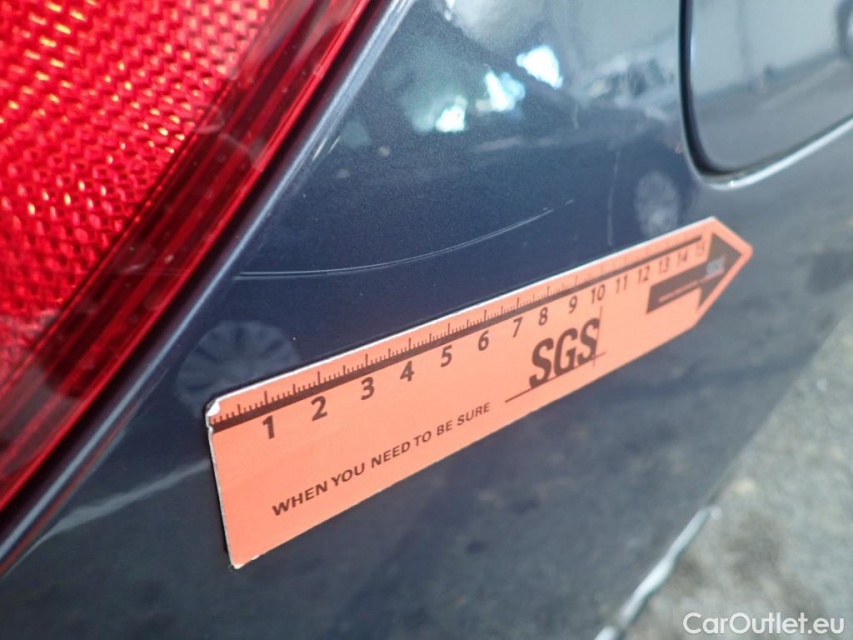 1 2 3 4 5 6 7 8 9 10 11 12 13 14 15
SGS
WHEN YOU NEED TO BE SURE
CarOutlet.eu